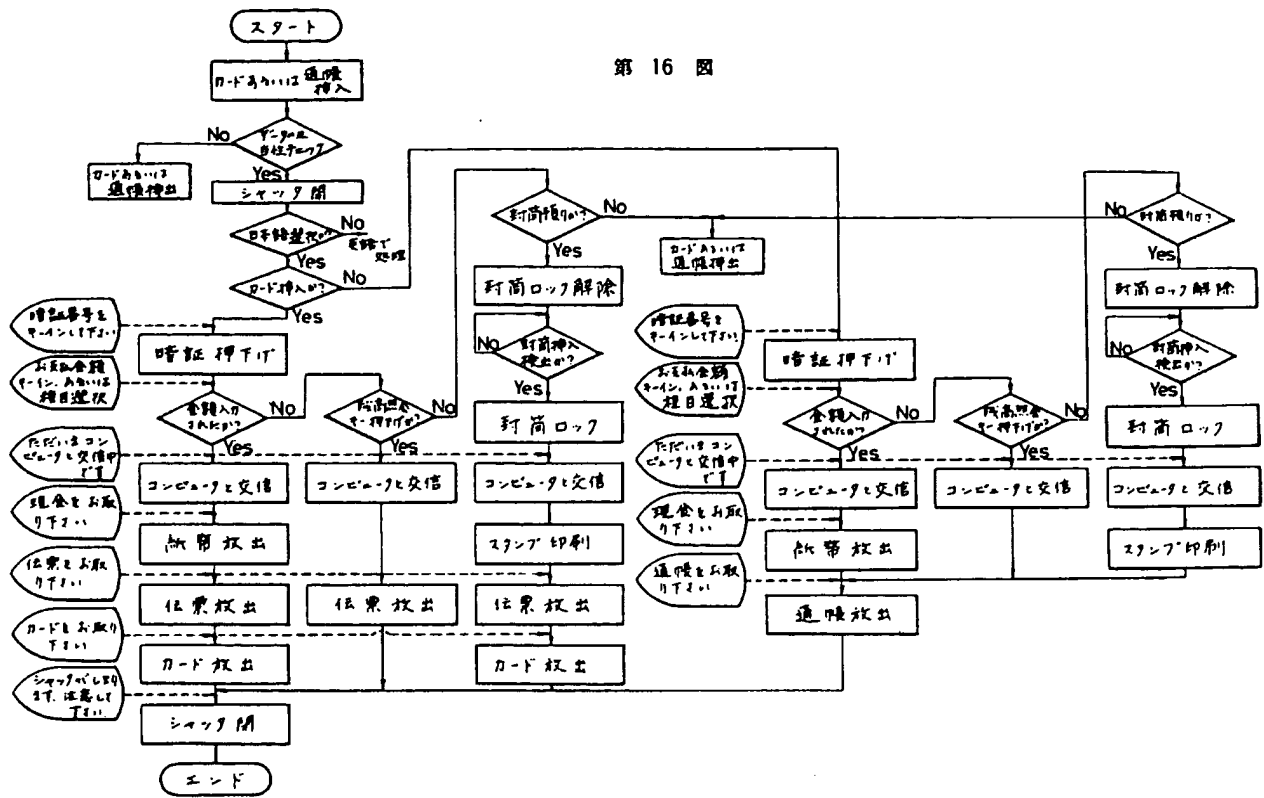 第 16 図
スタート
カードあるいは 通帳
挿入
データの正
当性チェック
No
Yes
カードあるいは
通帳押出
シャッタ開
日本語選択か?
No
英語で
処理
Yes
カード挿入か?
No
Yes
暗証番号を
キーインして下さい
暗証押下げ
お支払金額
キーイン、あるいは
種目選択
金額入力
されたか?
No
Yes
残高照会
キー押下げか?
No
Yes
ただいまコン
ピュータと交信中
です
コンピュータと交信
コンピュータと交信
コンピュータと交信
現金をお取
り下さい
紙幣放出
伝票をお取
り下さい
伝票放出
伝票放出
伝票放出
カードをお取り
下さい
カード放出
カード放出
シャッタがしまり
ます、注意して
下さい
シャッタ閉
エンド
封筒預りか?
No
Yes
カードあるいは
通帳押出
封筒ロック解除
封筒挿入
検出か?
No
Yes
封筒ロック
スタンプ印刷
暗証番号を
キーインして下さい
暗証押下げ
お支払金額
キーイン、あるいは
種目選択
金額入力
されたか?
No
Yes
残高照会
キー押下げか?
No
Yes
ただいまコン
ピュータと交信中
です
コンピュータと交信
コンピュータと交信
コンピュータと交信
現金をお取
り下さい
紙幣放出
通帳をお取
り下さい
通帳放出
封筒預りか?
No
Yes
封筒ロック解除
封筒挿入
検出か?
No
Yes
封筒ロック
スタンプ印刷